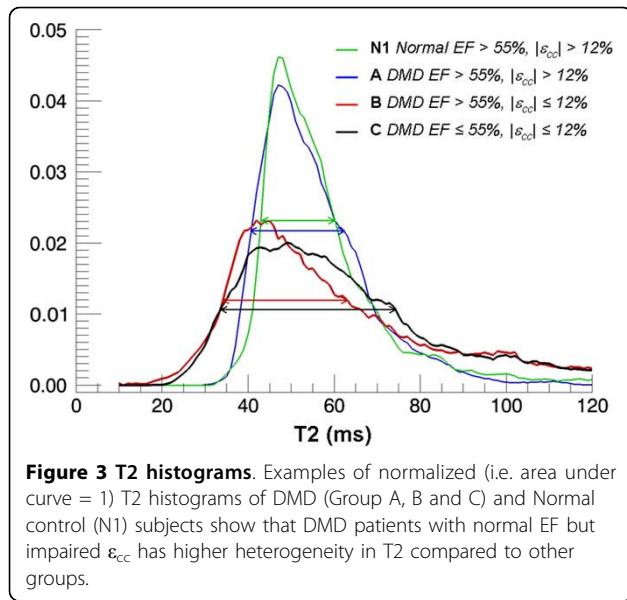 0.05
0.04
0.03
0.02
0.01
0.00
N1 Normal EF > 55%, |εcc| > 12%
A DMD EF > 55%, |εcc| > 12%
B DMD EF > 55%, |εcc| ≤ 12%
C DMD EF ≤ 55%, |εcc| ≤ 12%
0 20 40 60 80 100 120
T2 (ms)
Figure 3 T2 histograms. Examples of normalized (i.e. area under
curve = 1) T2 histograms of DMD (Group A, B and C) and Normal
control (N1) subjects show that DMD patients with normal EF but
impaired εcc has higher heterogeneity in T2 compared to other
groups.